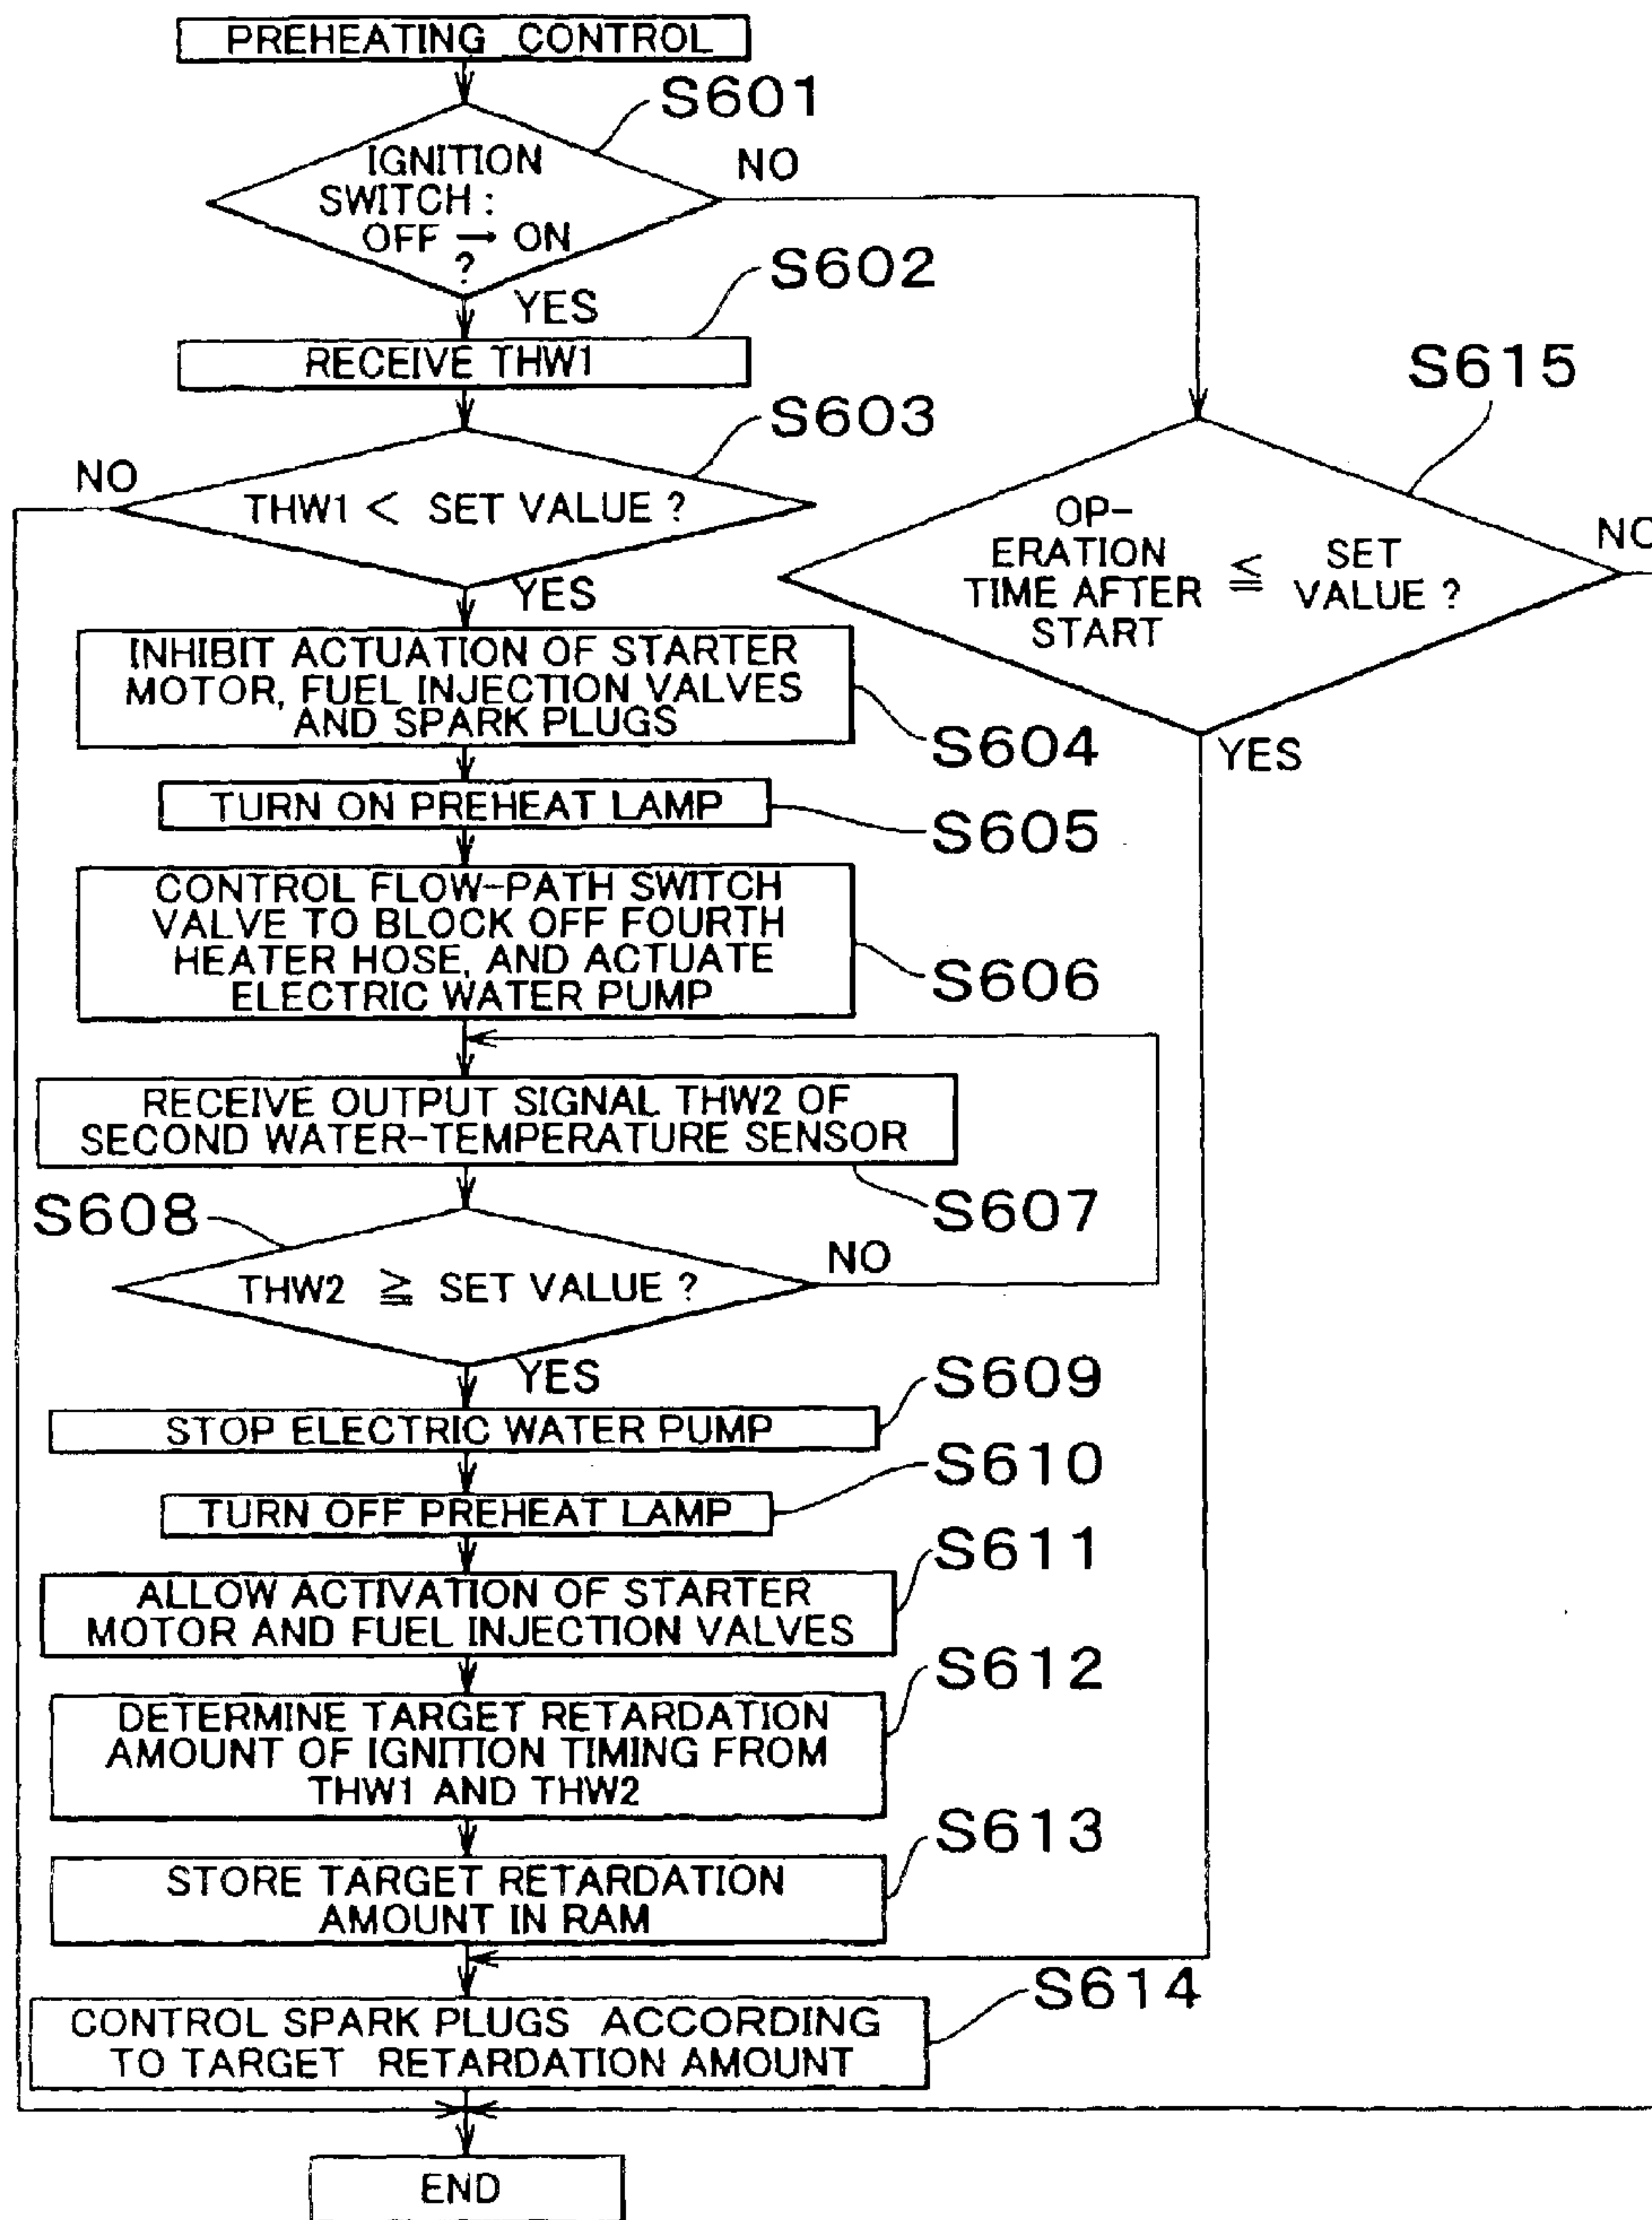 PREHEATING CONTROL
S601
IGNITION
SWITCH :
OFF → ON
?
NO
YES
S602
RECEIVE THW1
S603
NO
THW1 < SET VALUE ?
YES
S615
OP-
ERATION
TIME AFTER
START
≦ SET
VALUE ?
NO
YES
INHIBIT ACTUATION OF STARTER
MOTOR, FUEL INJECTION VALVES
AND SPARK PLUGS
S604
TURN ON PREHEAT LAMP
S605
CONTROL FLOW-PATH SWITCH
VALVE TO BLOCK OFF FOURTH
HEATER HOSE, AND ACTUATE
ELECTRIC WATER PUMP
S606
RECEIVE OUTPUT SIGNAL THW2 OF
SECOND WATER-TEMPERATURE SENSOR
S607
S608
THW2 ≧ SET VALUE ?
NO
YES
S609
STOP ELECTRIC WATER PUMP
S610
TURN OFF PREHEAT LAMP
S611
ALLOW ACTIVATION OF STARTER
MOTOR AND FUEL INJECTION VALVES
S612
DETERMINE TARGET RETARDATION
AMOUNT OF IGNITION TIMING FROM
THW1 AND THW2
S613
STORE TARGET RETARDATION
AMOUNT IN RAM
S614
CONTROL SPARK PLUGS ACCORDING
TO TARGET RETARDATION AMOUNT
END